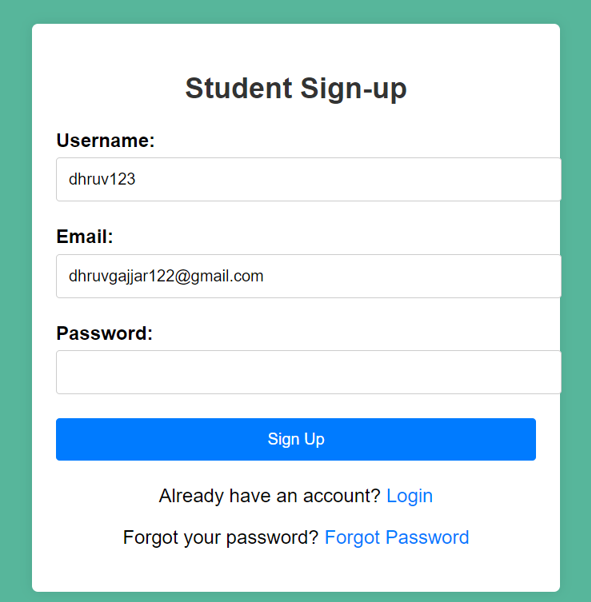 Student Sign-up
Username:
dhruv123
Email:
dhruvgajjar122@gmail.com
Password:
Sign Up
Already have an account? Login
Forgot your password? Forgot Password